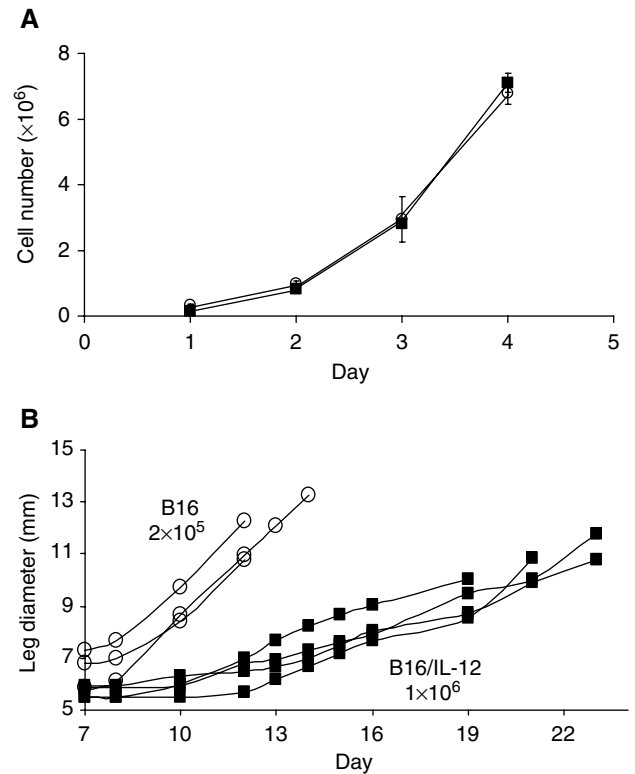 A
Cell number (×10⁶)
8
6
4
2
0
0 1 2 3 4 5
Day
B
Leg diameter (mm)
15
13
11
9
7
5
B16
2×10⁵
B16/IL-12
1×10⁶
7 10 13 16 19 22
Day